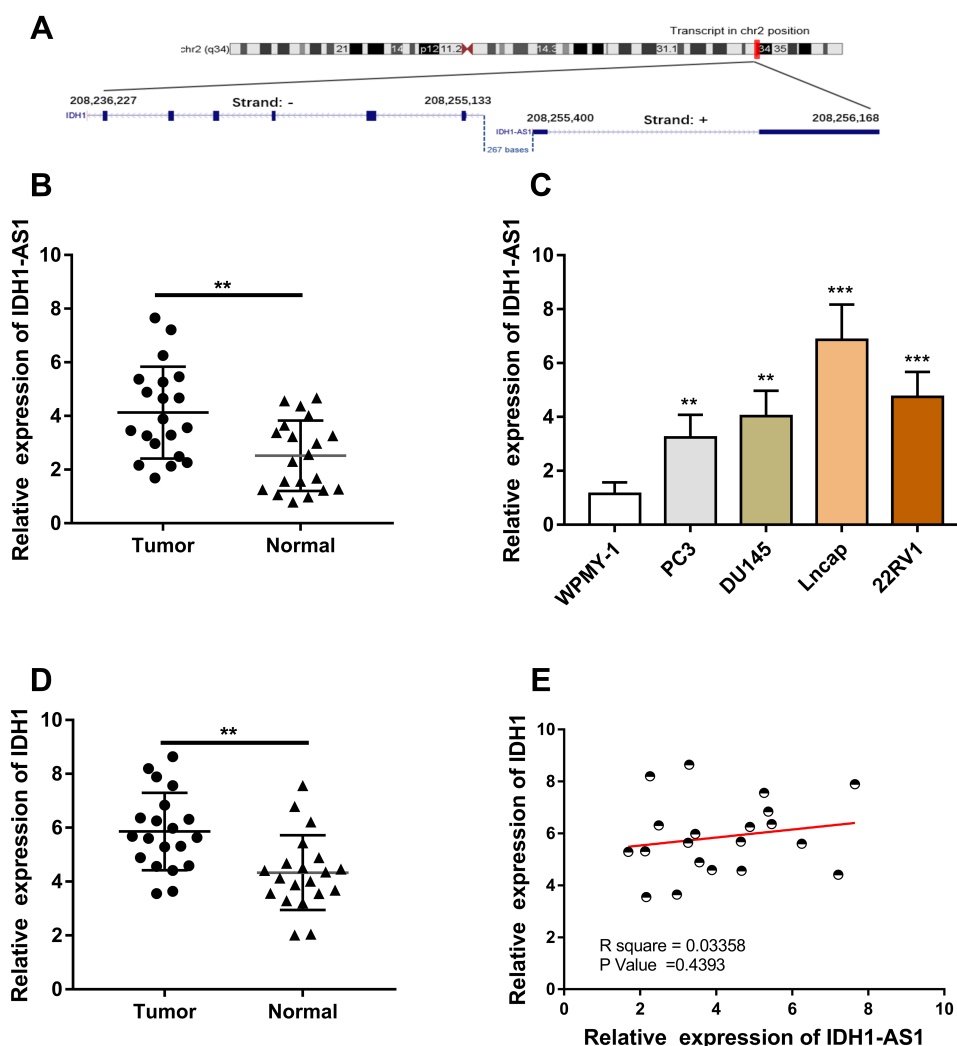 A
Transcript in chr2 position
chr2 (q34) 21 14 p12 11.2 14.3 31.1 34 35
208,236,227 Strand: - 208,255,133
IDH1
208,255,400 Strand: + 208,256,168
IDH1-AS1
267 bases
B
Relative expression of IDH1-AS1
10
8
6
4
2
0
**
Tumor Normal
C
Relative expression of IDH1-AS1
10
8
6
4
2
0
** ** *** ***
WPMY-1 PC3 DU145 Lncap 22RV1
D
Relative expression of IDH1
10
8
6
4
2
0
**
Tumor Normal
E
Relative expression of IDH1
10
8
6
4
2
0
R square = 0.03358
P Value =0.4393
0 2 4 6 8 10
Relative expression of IDH1-AS1